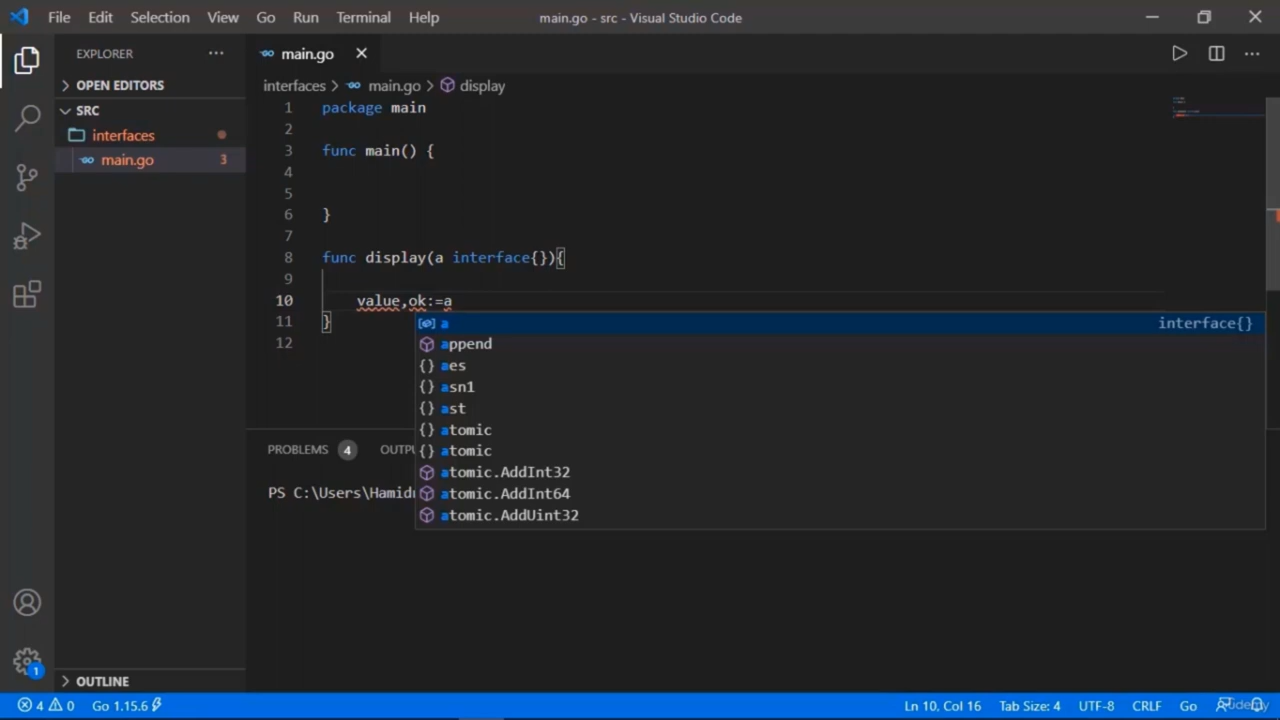 File Edit Selection View Go Run Terminal Help main.go - src - Visual Studio Code
EXPLORER
main.go
OPEN EDITORS
interfaces main.go display
SRC
interfaces
main.go 3
1 package main
2
3 func main() {
4
5
6 }
7
8 func display(a interface{}){
9
10 value,ok:=a
11 }
12
a interface{}
append
aes
asn1
ast
atomic
atomic
atomic.AddInt32
atomic.AddInt64
atomic.AddUint32
PROBLEMS 4
PS C:\Users\
1
OUTLINE
4 0 Go 1.15.6 Ln 10, Col 16 Tab Size: 4 UTF-8 CRLF Go
Udemy